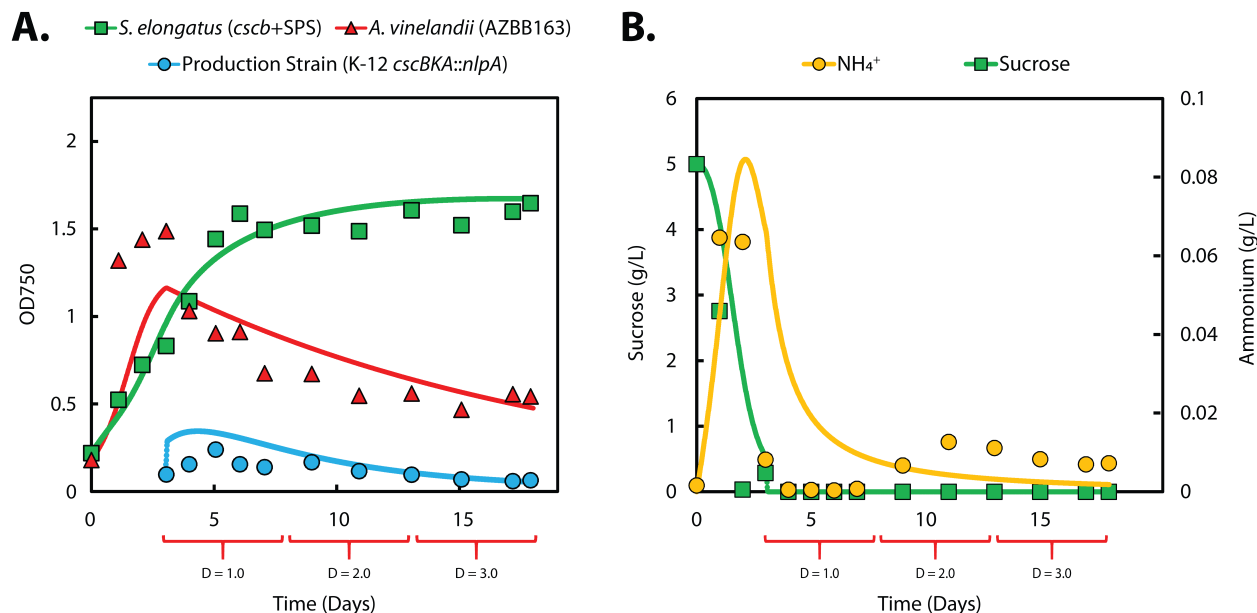 A.
S. elongatus (cscb+SPS) A. vinelandii (AZBB163)
Production Strain (K-12 cscBKA::nlpA)
OD750
2
1.5
1
0.5
0
0 5 10 15
D = 1.0 D = 2.0 D = 3.0
Time (Days)
B.
NH₄⁺ Sucrose
Sucrose (g/L)
6
5
4
3
2
1
0
0 5 10 15
D = 1.0 D = 2.0 D = 3.0
Time (Days)
0.1
0.08
0.06
0.04
0.02
0
Ammonium (g/L)